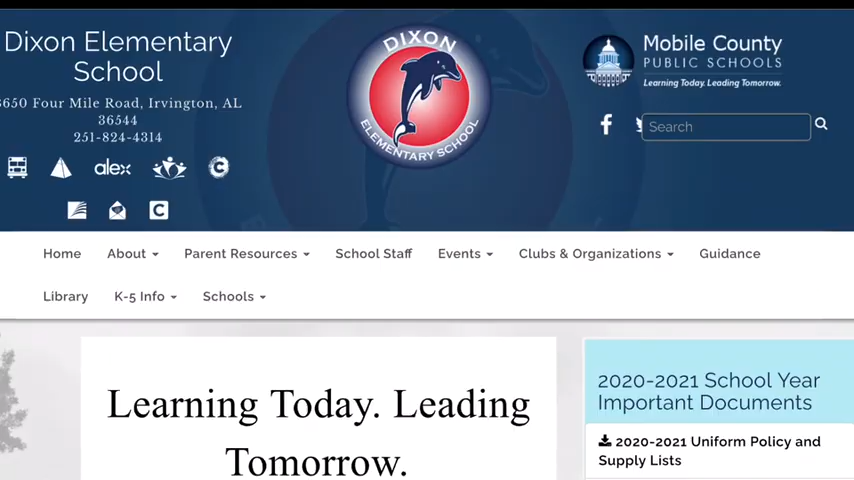 Dixon Elementary
School
3650 Four Mile Road, Irvington, AL
36544
251-824-4314
alex
C
C
DIXON
ELEMENTARY SCHOOL
Mobile County
PUBLIC SCHOOLS
Learning Today. Leading Tomorrow.
f
Search
Home
About
Parent Resources
School Staff
Events
Clubs & Organizations
Guidance
Library
K-5 Info
Schools
Learning Today. Leading
Tomorrow.
2020-2021 School Year
Important Documents
2020-2021 Uniform Policy and
Supply Lists